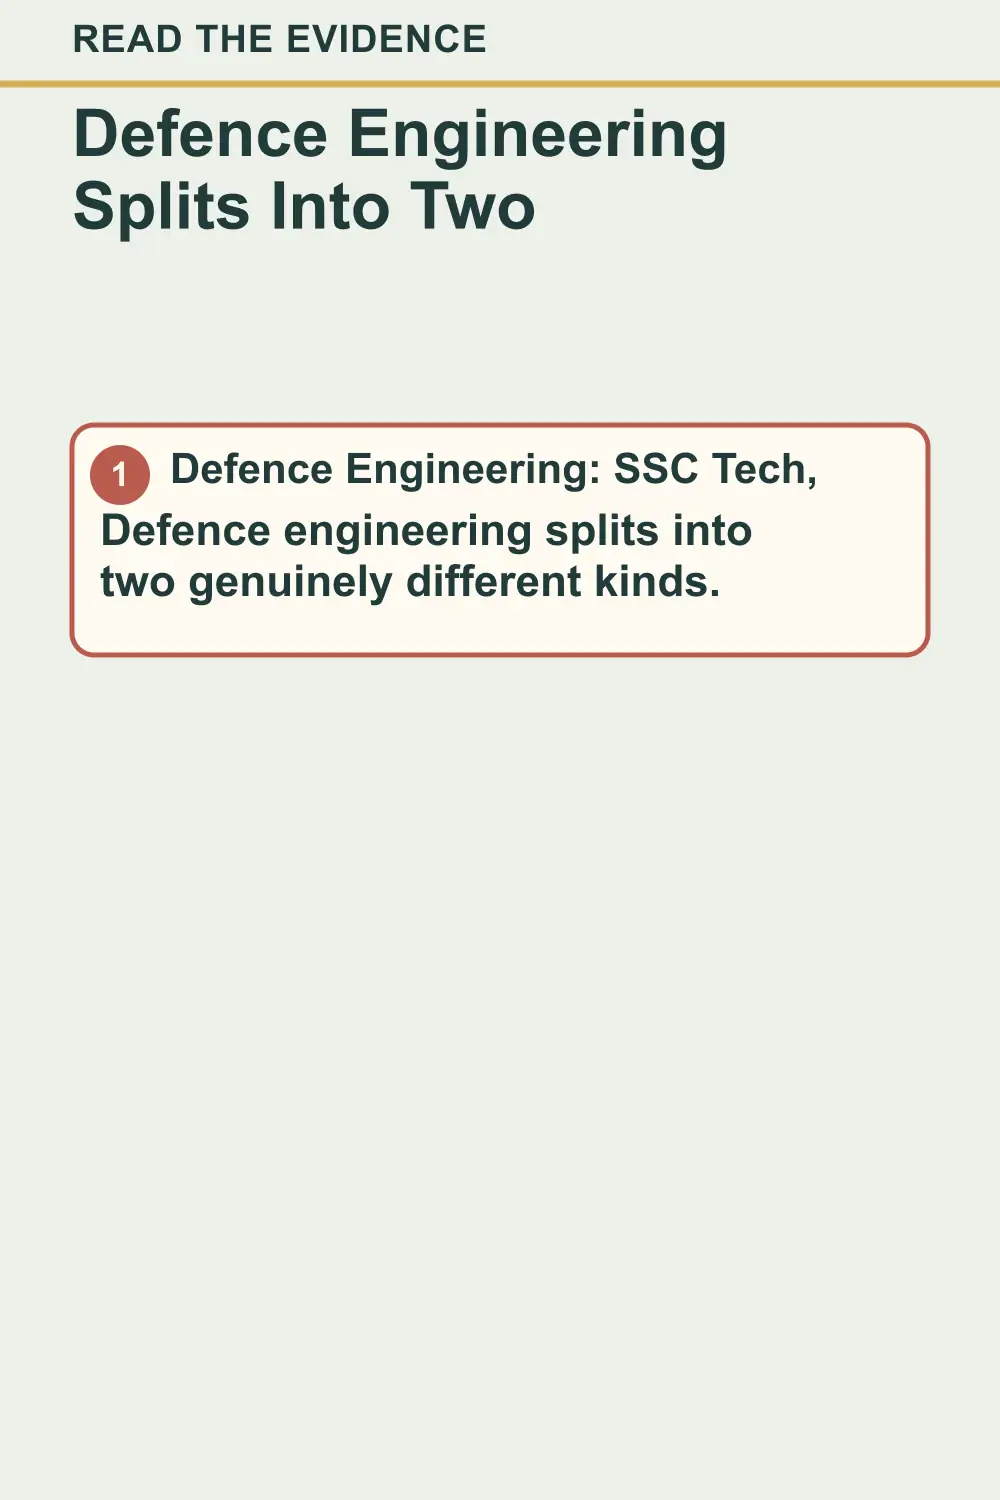 READ THE EVIDENCE
Defence Engineering
Splits Into Two
1 Defence Engineering: SSC Tech,
Defence engineering splits into
two genuinely different kinds.